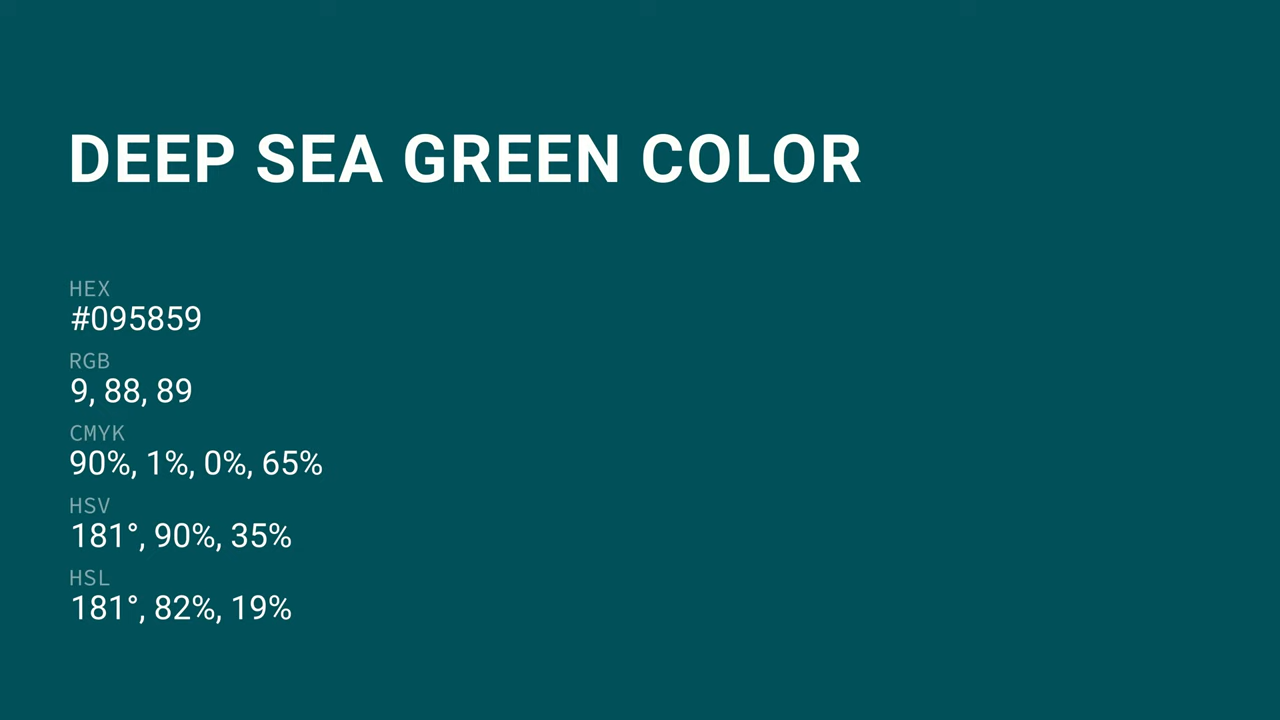 DEEP SEA GREEN COLOR
HEX
#095859
RGB
9, 88, 89
CMYK
90%, 1%, 0%, 65%
HSV
181°, 90%, 35%
HSL
181°, 82%, 19%